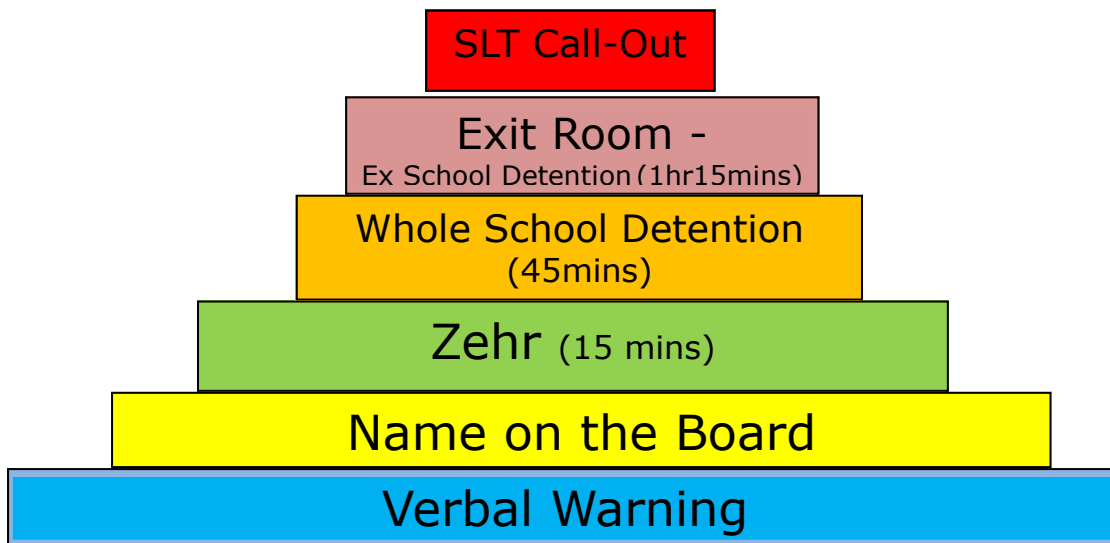 SLT Call-Out
Exit Room -
Ex School Detention (1hr15mins)
Whole School Detention
(45mins)
Zehr (15 mins)
Name on the Board
Verbal Warning